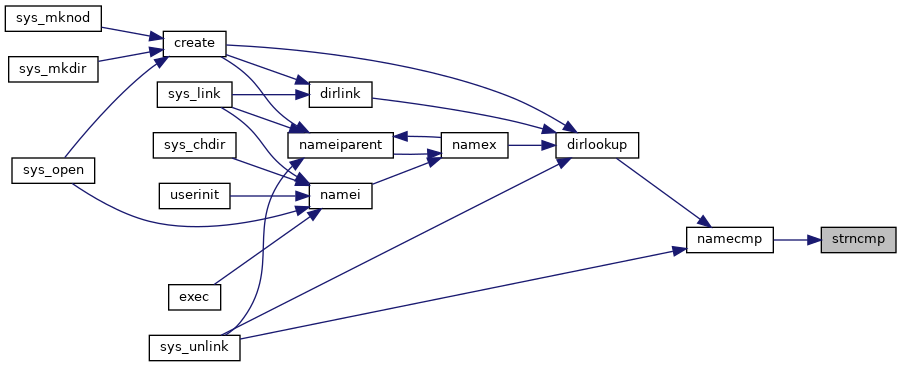 sys_mknod
create
sys_mkdir
sys_link
dirlink
sys_chdir
nameiparent
namex
dirlookup
sys_open
userinit
namei
namecmp
strncmp
exec
sys_unlink